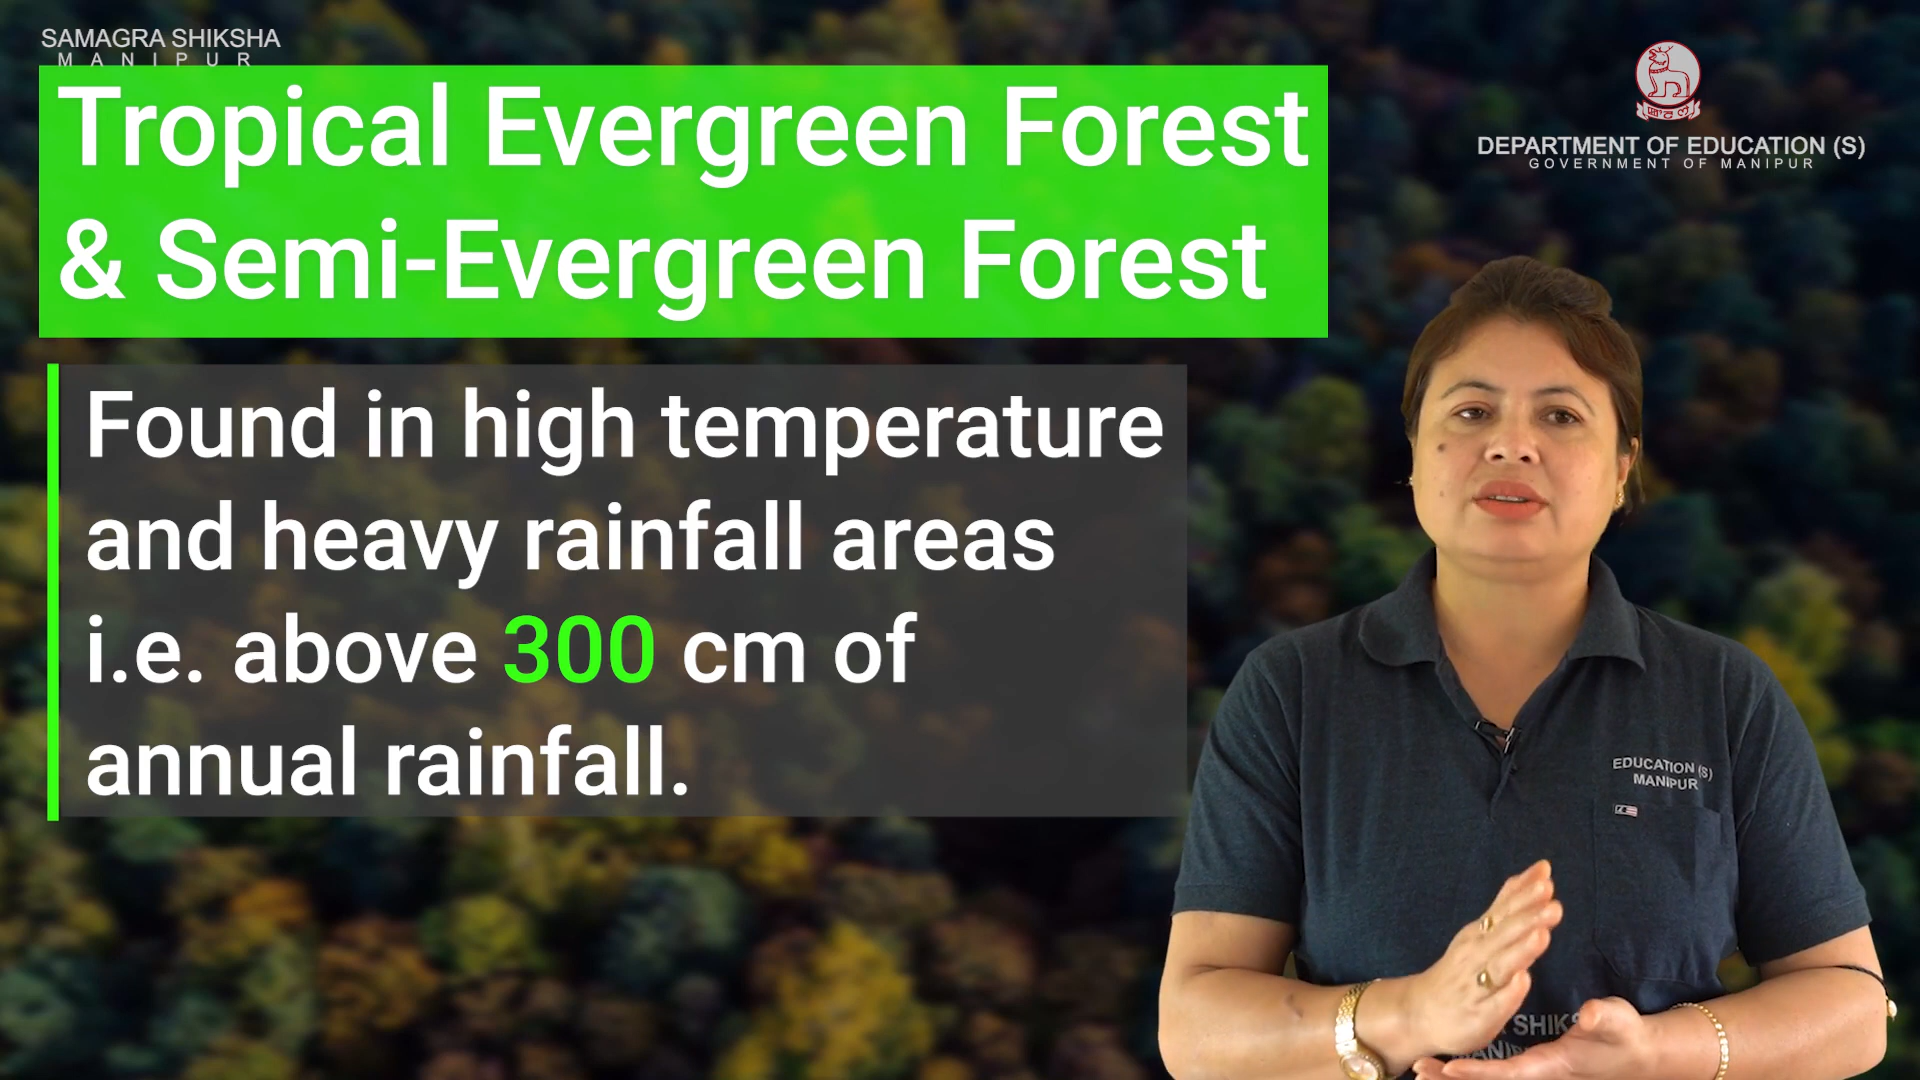 SAMAGRA SHIKSHA
MANIPUR
Tropical Evergreen Forest
& Semi-Evergreen Forest
Found in high temperature
and heavy rainfall areas
i.e. above 300 cm of
annual rainfall.
DEPARTMENT OF EDUCATION (S)
GOVERNMENT OF MANIPUR
EDUCATION (S)
MANIPUR